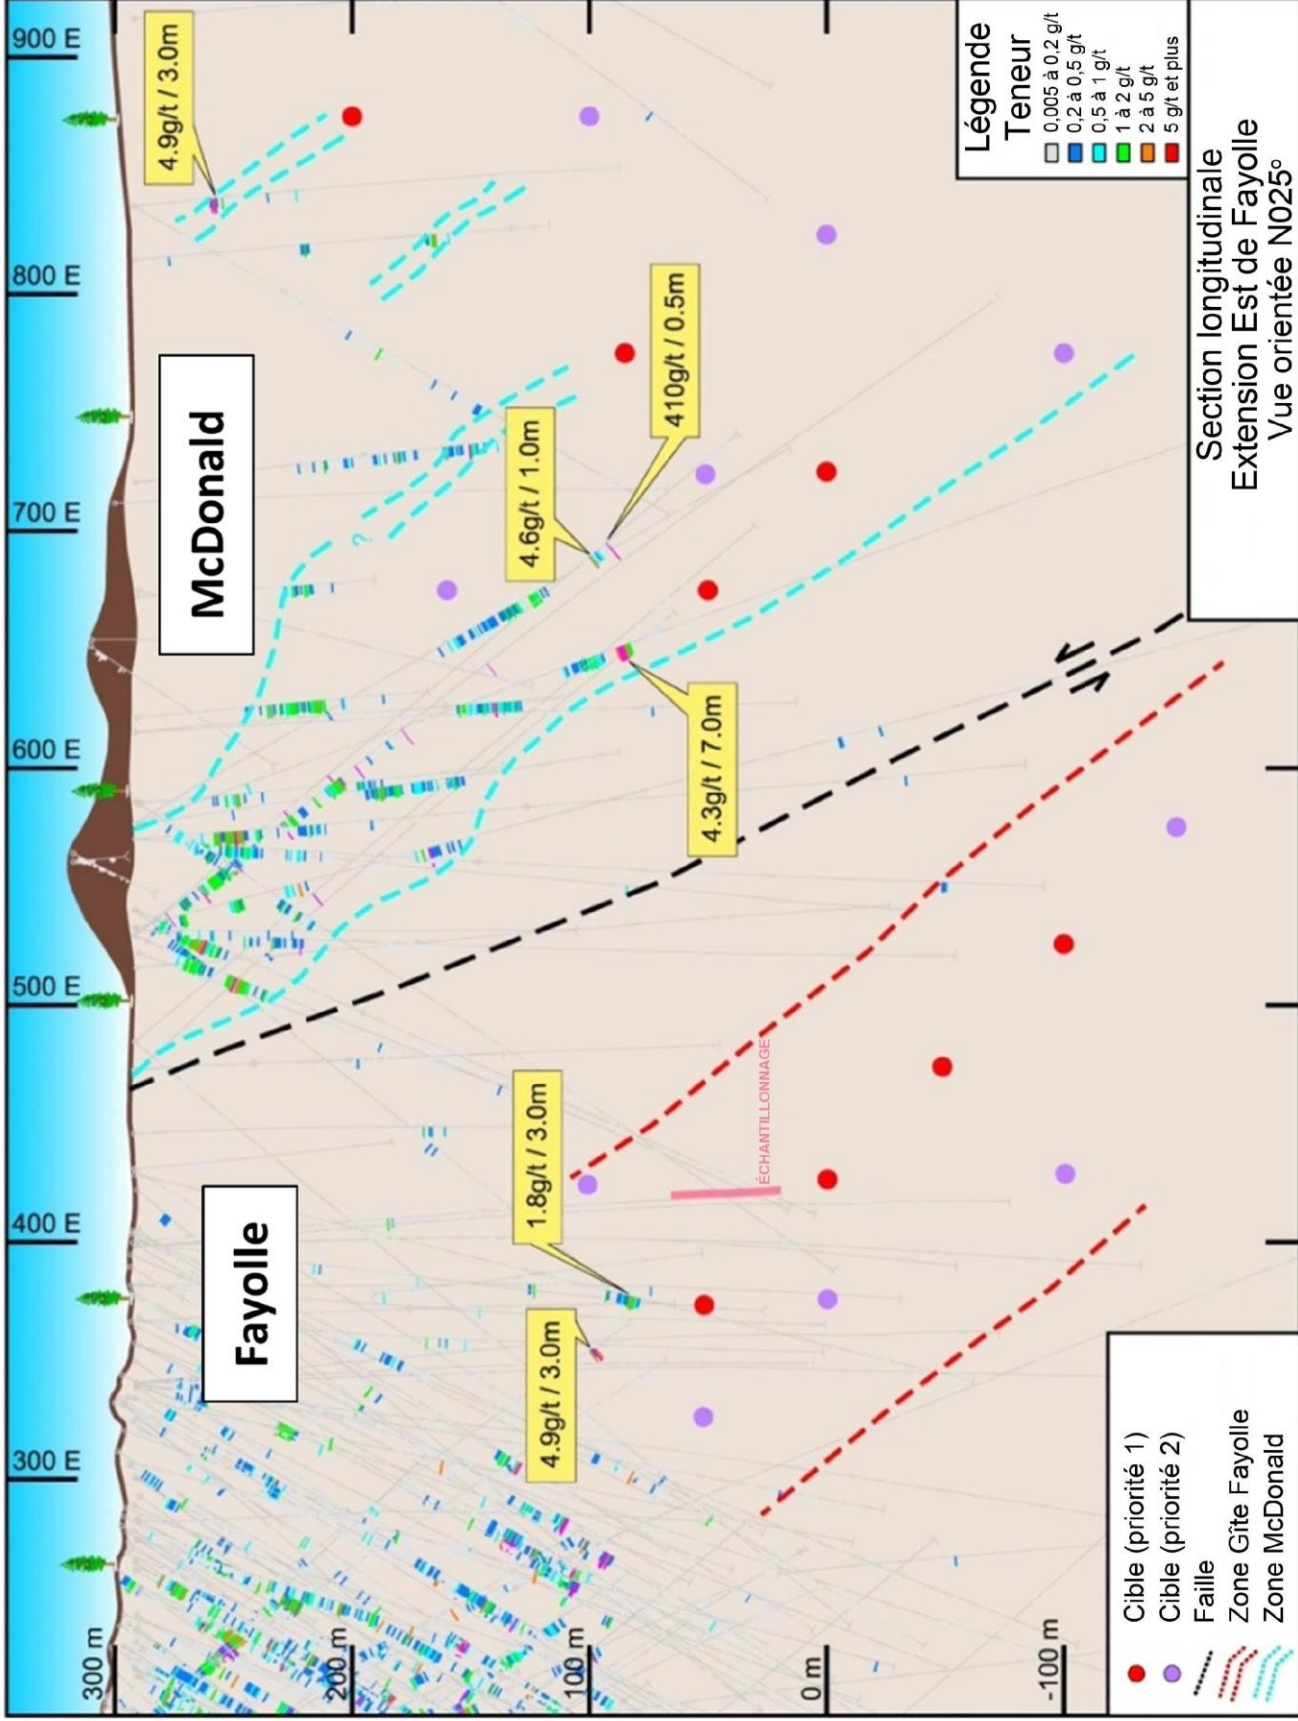 300 E
400 E
500 E
600 E
700 E
800 E
900 E
Fayolle
McDonald
300 m
200 m
100 m
0 m
-100 m
4.9g/t / 3.0m
1.8g/t / 3.0m
4.3g/t / 7.0m
4.6g/t / 1.0m
410g/t / 0.5m
4.9g/t / 3.0m
?
ÉCHANTILLONNAGE
Cible (priorité 1)
Cible (priorité 2)
Faille
Zone Gîte Fayolle
Zone McDonald
Légende
Teneur
0,005 à 0,2 g/t
0,2 à 0,5 g/t
0,5 à 1 g/t
1 à 2 g/t
2 à 5 g/t
5 g/t et plus
Section longitudinale
Extension Est de Fayolle
Vue orientée N025°